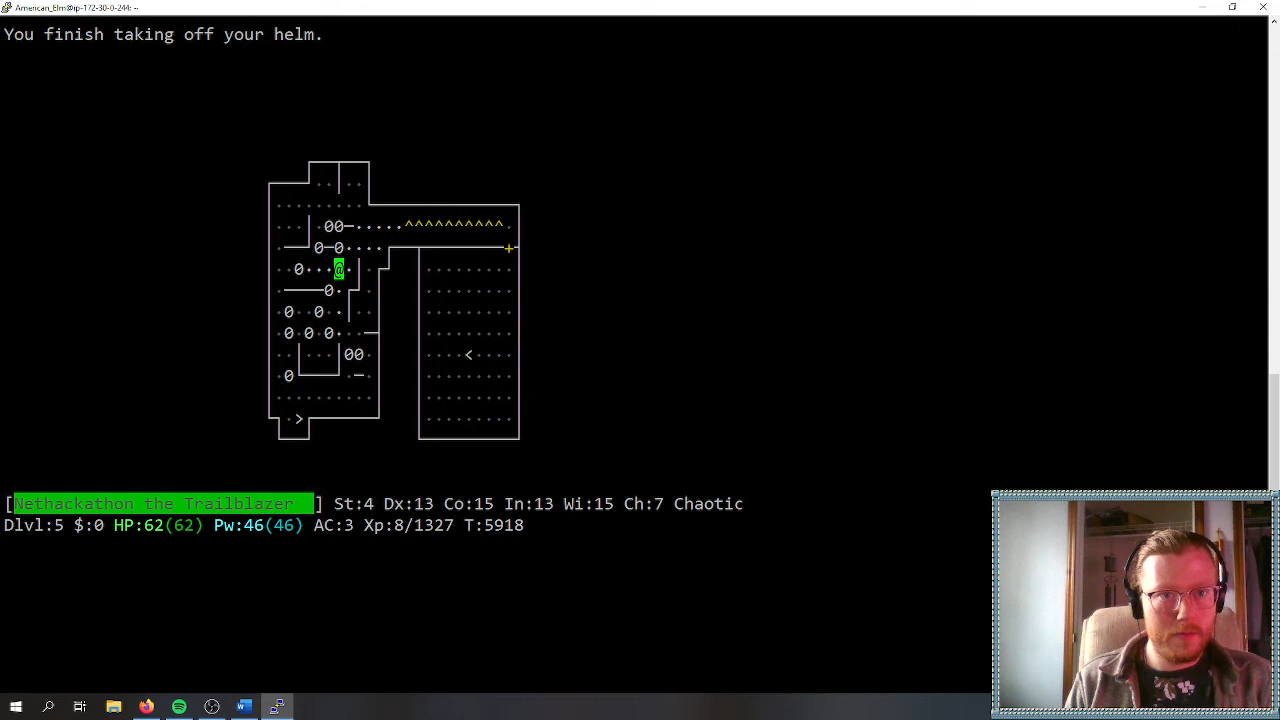 American_Elm@ip-172-30-0-244: ~
You finish taking off your helm.
[Nethackathon the Trailblazer ] St:4 Dx:13 Co:15 In:13 Wi:15 Ch:7 Chaotic
Dlvl:5 $:0 HP:62(62) Pw:46(46) AC:3 Xp:8/1327 T:5918